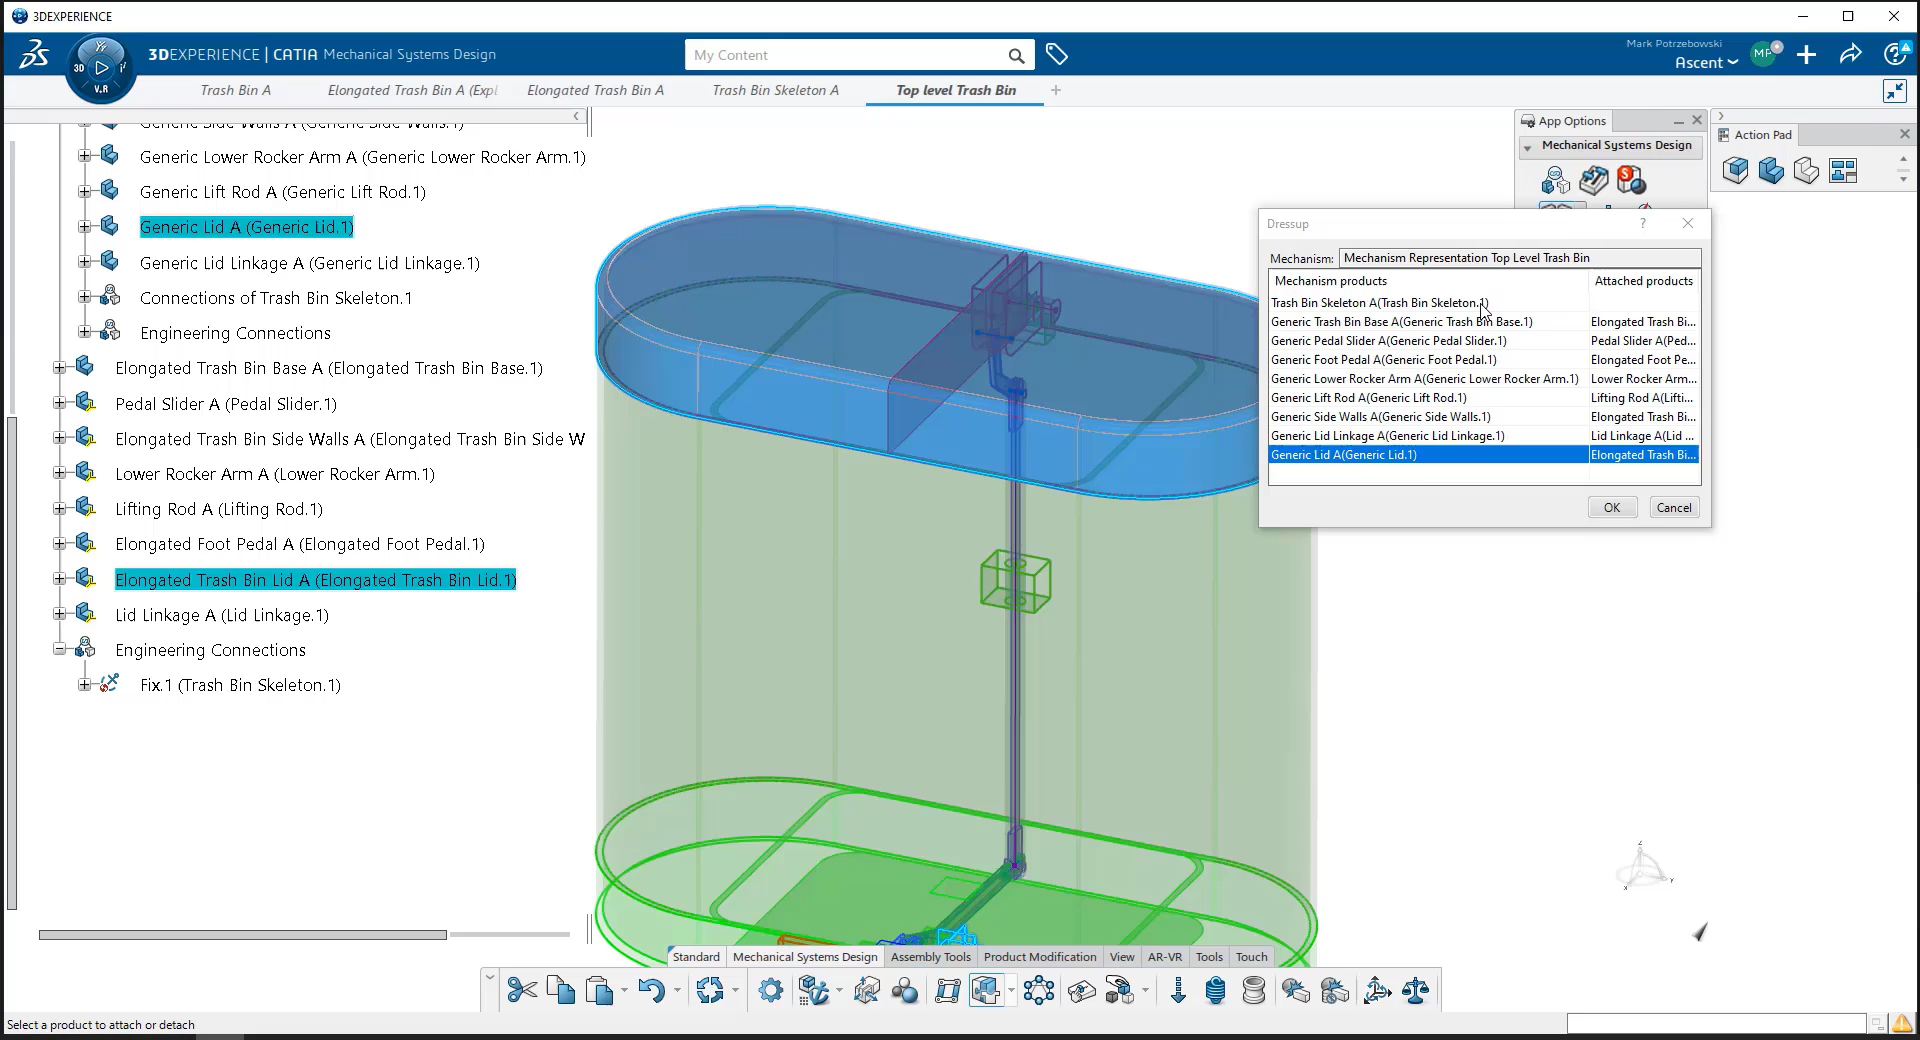 3DEXPERIENCE
3DEXPERIENCE | CATIA Mechanical Systems Design
My Content
Mark Potrzebowski
Ascent
MP
3D
V.R
Trash Bin A
Elongated Trash Bin A (Expl
Elongated Trash Bin A
Trash Bin Skeleton A
Top level Trash Bin
Generic Side Walls A (Generic Side Walls.1)
Generic Lower Rocker Arm A (Generic Lower Rocker Arm.1)
Generic Lift Rod A (Generic Lift Rod.1)
Generic Lid A (Generic Lid.1)
Generic Lid Linkage A (Generic Lid Linkage.1)
Connections of Trash Bin Skeleton.1
Engineering Connections
Elongated Trash Bin Base A (Elongated Trash Bin Base.1)
Pedal Slider A (Pedal Slider.1)
Elongated Trash Bin Side Walls A (Elongated Trash Bin Side W
Lower Rocker Arm A (Lower Rocker Arm.1)
Lifting Rod A (Lifting Rod.1)
Elongated Foot Pedal A (Elongated Foot Pedal.1)
Elongated Trash Bin Lid A (Elongated Trash Bin Lid.1)
Lid Linkage A (Lid Linkage.1)
Engineering Connections
Fix.1 (Trash Bin Skeleton.1)
App Options
Mechanical Systems Design
Action Pad
Dressup
Mechanism: Mechanism Representation Top Level Trash Bin
Mechanism products Attached products
Trash Bin Skeleton A(Trash Bin Skeleton.1)
Generic Trash Bin Base A(Generic Trash Bin Base.1) Elongated Trash Bi...
Generic Pedal Slider A(Generic Pedal Slider.1) Pedal Slider A(Ped...
Generic Foot Pedal A(Generic Foot Pedal.1) Elongated Foot Pe...
Generic Lower Rocker Arm A(Generic Lower Rocker Arm.1) Lower Rocker Arm...
Generic Lift Rod A(Generic Lift Rod.1) Lifting Rod A(Lifti...
Generic Side Walls A(Generic Side Walls.1) Elongated Trash Bi...
Generic Lid Linkage A(Generic Lid Linkage.1) Lid Linkage A(Lid ...
Generic Lid A(Generic Lid.1) Elongated Trash Bi...
OK Cancel
z
x
y
Standard Mechanical Systems Design Assembly Tools Product Modification View AR-VR Tools Touch
Select a product to attach or detach